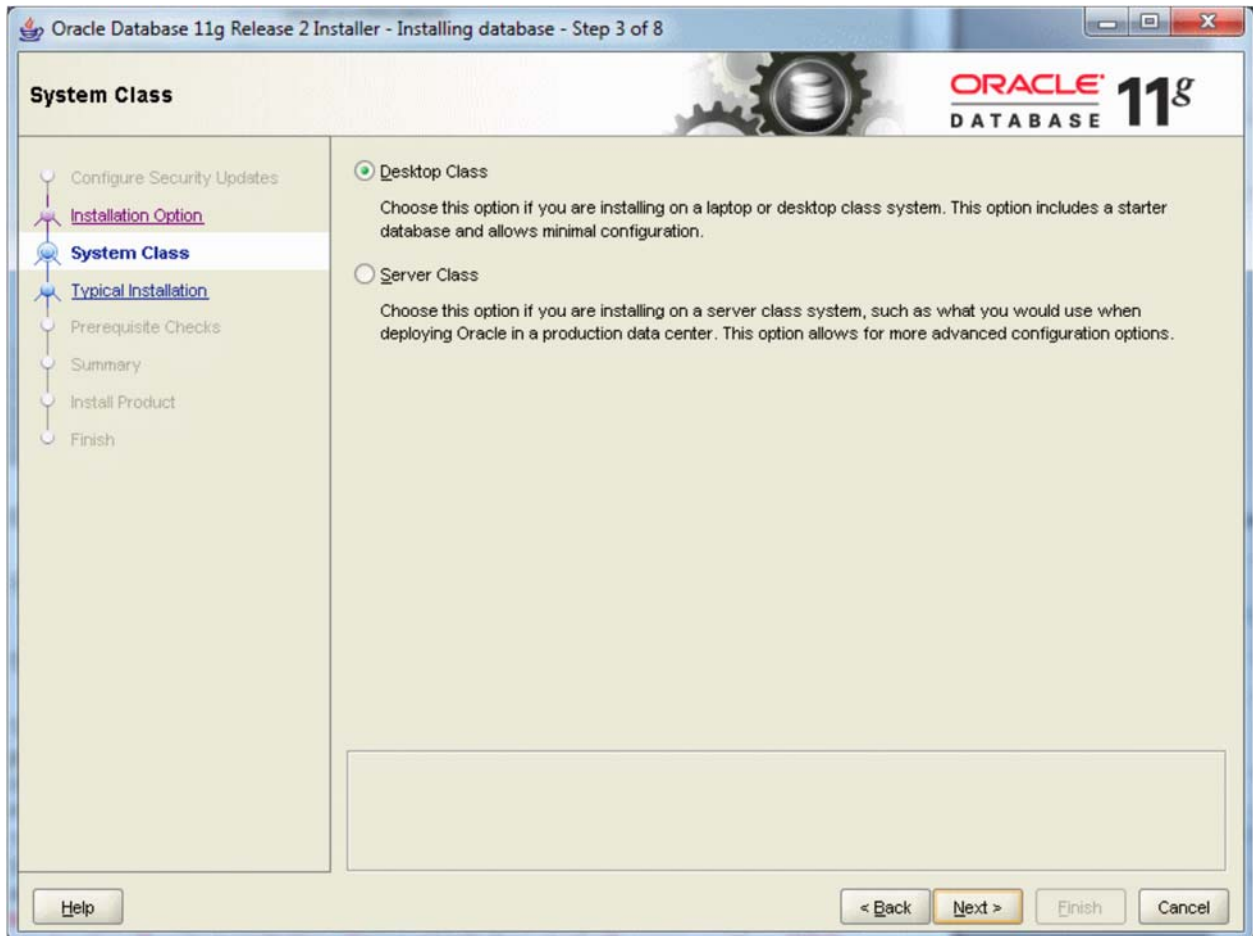 Oracle Database 11g Release 2 Installer - Installing database - Step 3 of 8
System Class
ORACLE
DATABASE 11g
Configure Security Updates
Installation Option
System Class
Typical Installation
Prerequisite Checks
Summary
Install Product
Finish
Desktop Class
Choose this option if you are installing on a laptop or desktop class system. This option includes a starter
database and allows minimal configuration.
Server Class
Choose this option if you are installing on a server class system, such as what you would use when
deploying Oracle in a production data center. This option allows for more advanced configuration options.
Help
< Back
Next >
Finish
Cancel